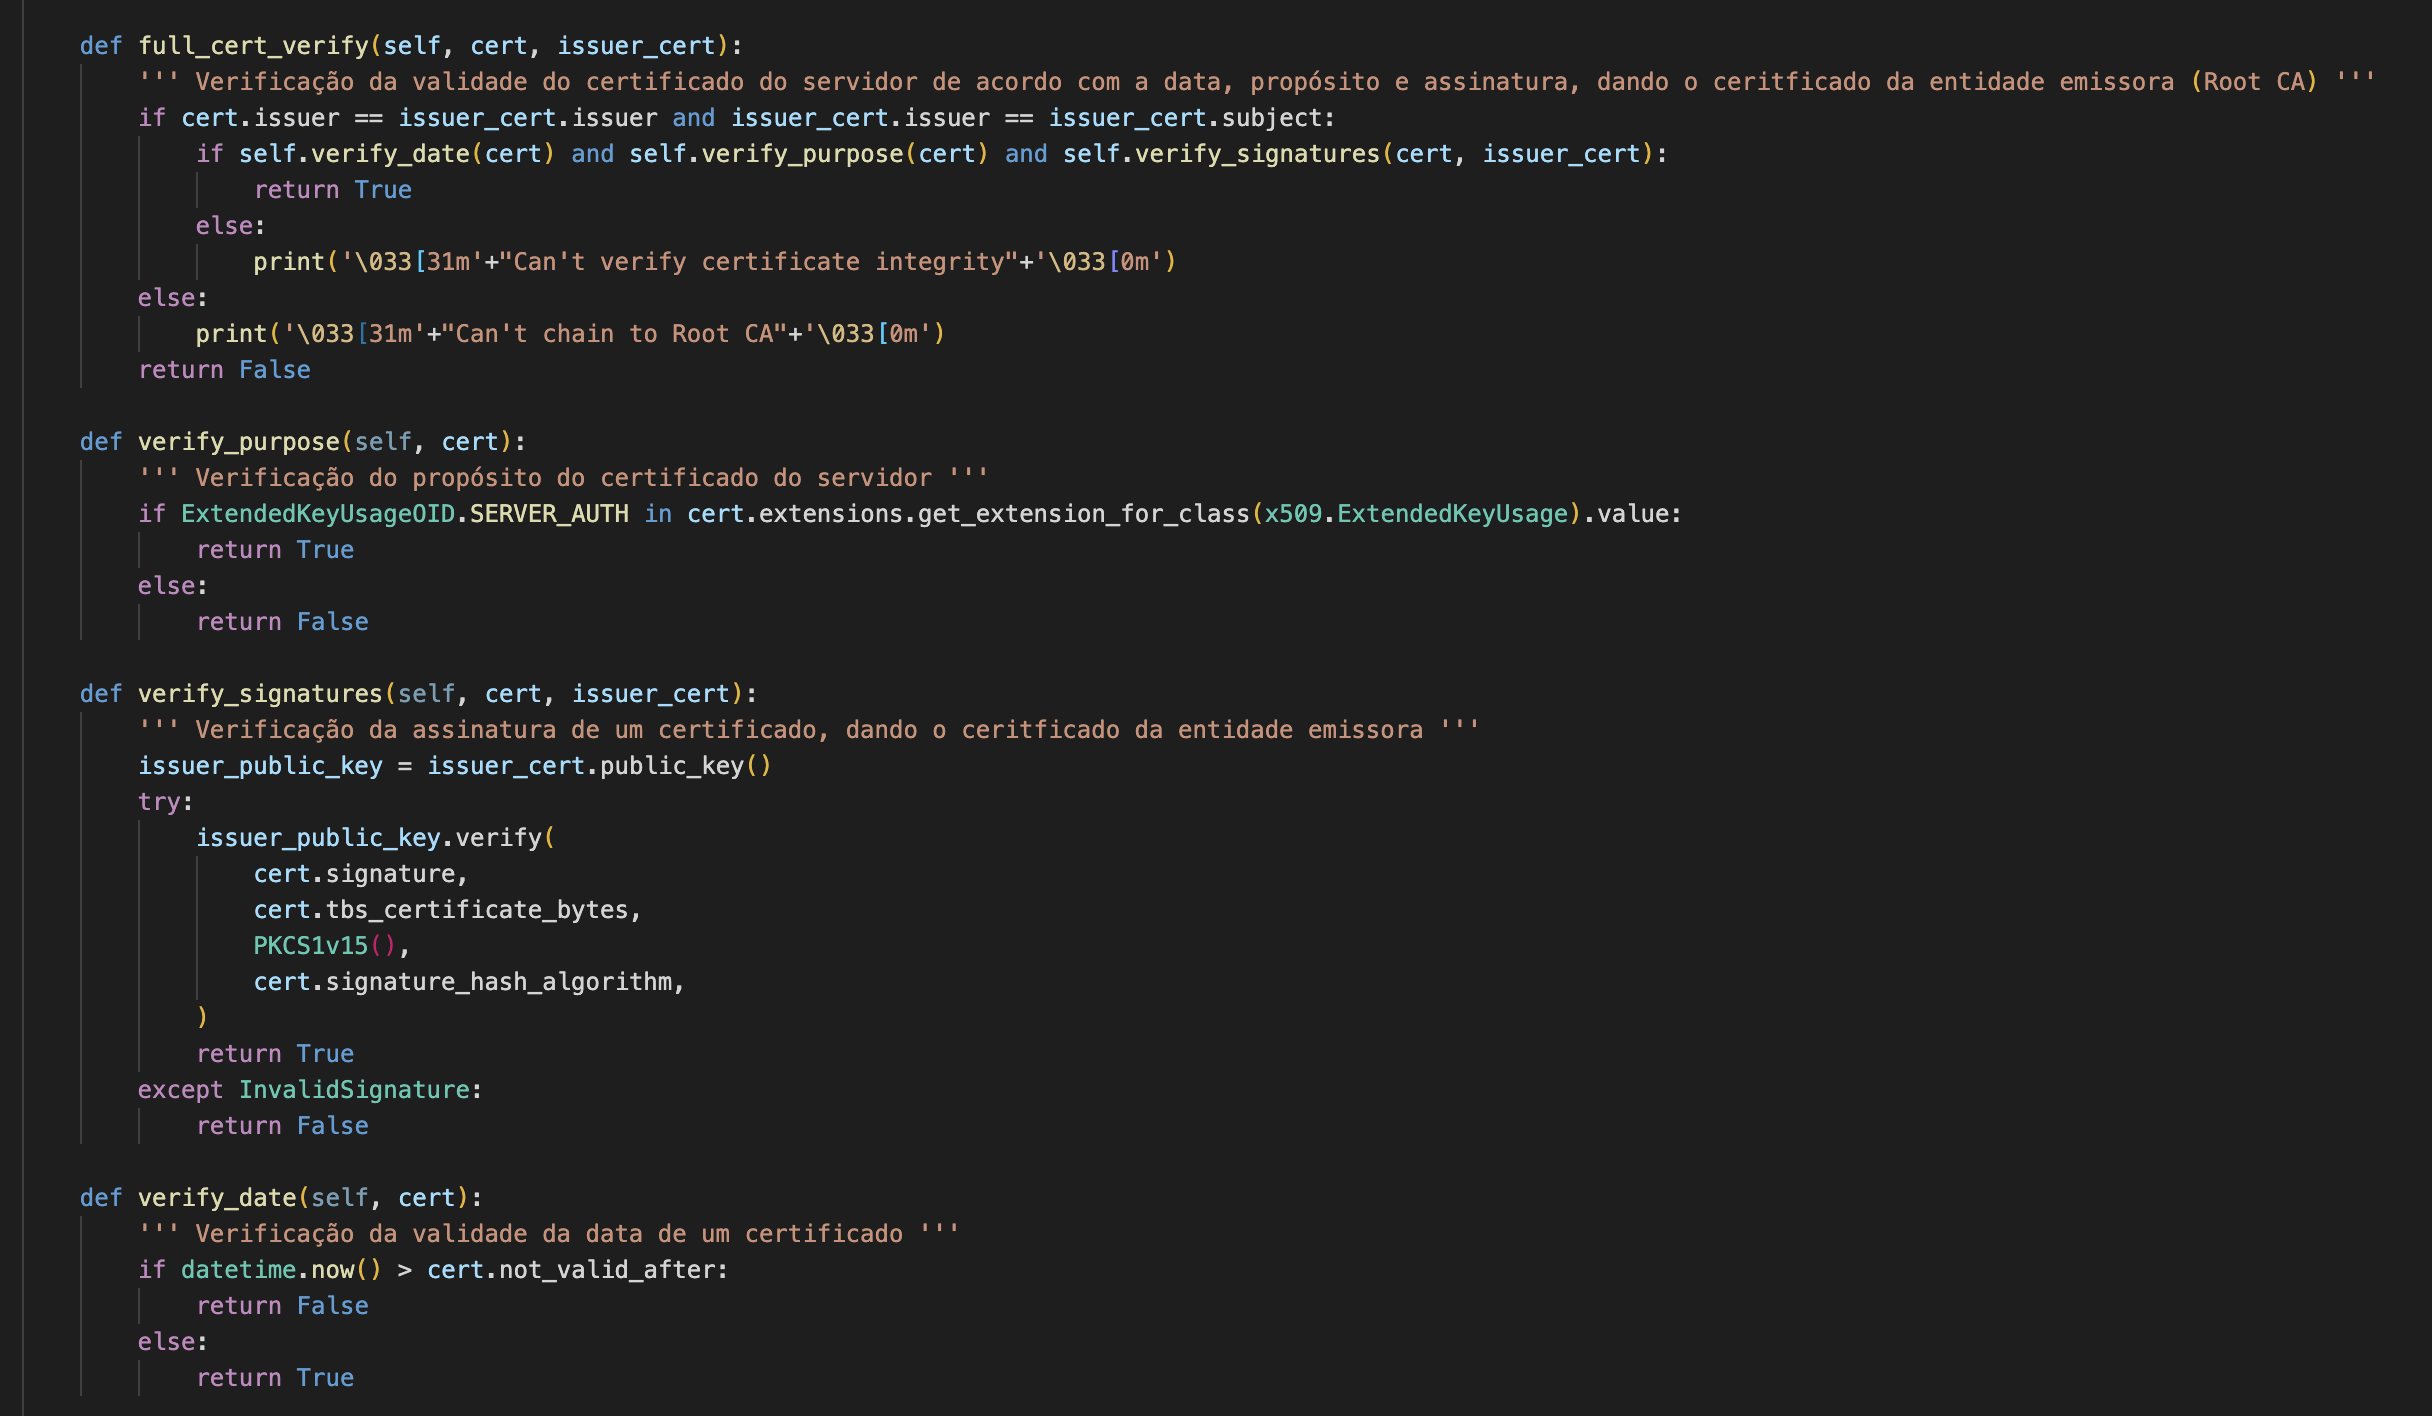 def full_cert_verify(self, cert, issuer_cert):
''' Verificação da validade do certificado do servidor de acordo com a data, propósito e assinatura, dando o ceritficado da entidade emissora (Root CA) '''
if cert.issuer == issuer_cert.issuer and issuer_cert.issuer == issuer_cert.subject:
if self.verify_date(cert) and self.verify_purpose(cert) and self.verify_signatures(cert, issuer_cert):
return True
else:
print('\033[31m'+"Can't verify certificate integrity"+'\033[0m')
else:
print('\033[31m'+"Can't chain to Root CA"+'\033[0m')
return False
def verify_purpose(self, cert):
''' Verificação do propósito do certificado do servidor '''
if ExtendedKeyUsageOID.SERVER_AUTH in cert.extensions.get_extension_for_class(x509.ExtendedKeyUsage).value:
return True
else:
return False
def verify_signatures(self, cert, issuer_cert):
''' Verificação da assinatura de um certificado, dando o ceritficado da entidade emissora '''
issuer_public_key = issuer_cert.public_key()
try:
issuer_public_key.verify(
cert.signature,
cert.tbs_certificate_bytes,
PKCS1v15(),
cert.signature_hash_algorithm,
)
return True
except InvalidSignature:
return False
def verify_date(self, cert):
''' Verificação da validade da data de um certificado '''
if datetime.now() > cert.not_valid_after:
return False
else:
return True